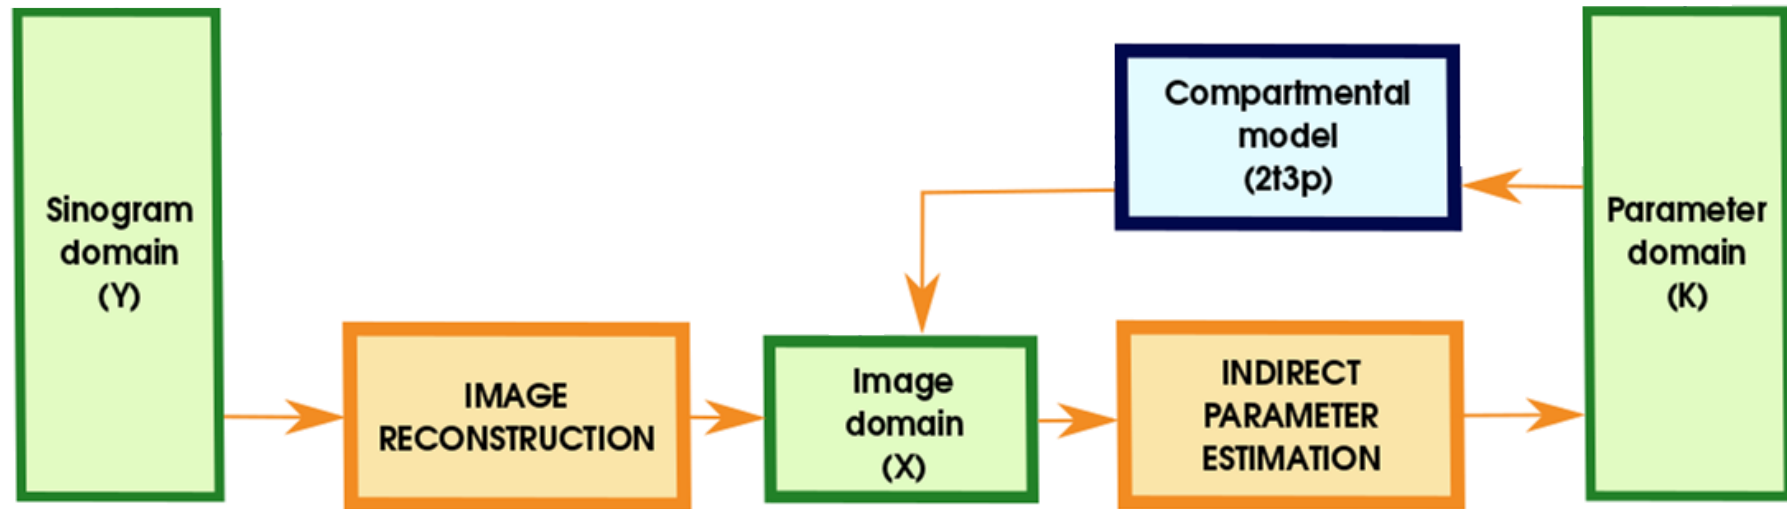 Sinogram
domain
(Y)
IMAGE
RECONSTRUCTION
Image
domain
(X)
Compartmental
model
(2t3p)
INDIRECT
PARAMETER
ESTIMATION
Parameter
domain
(K)